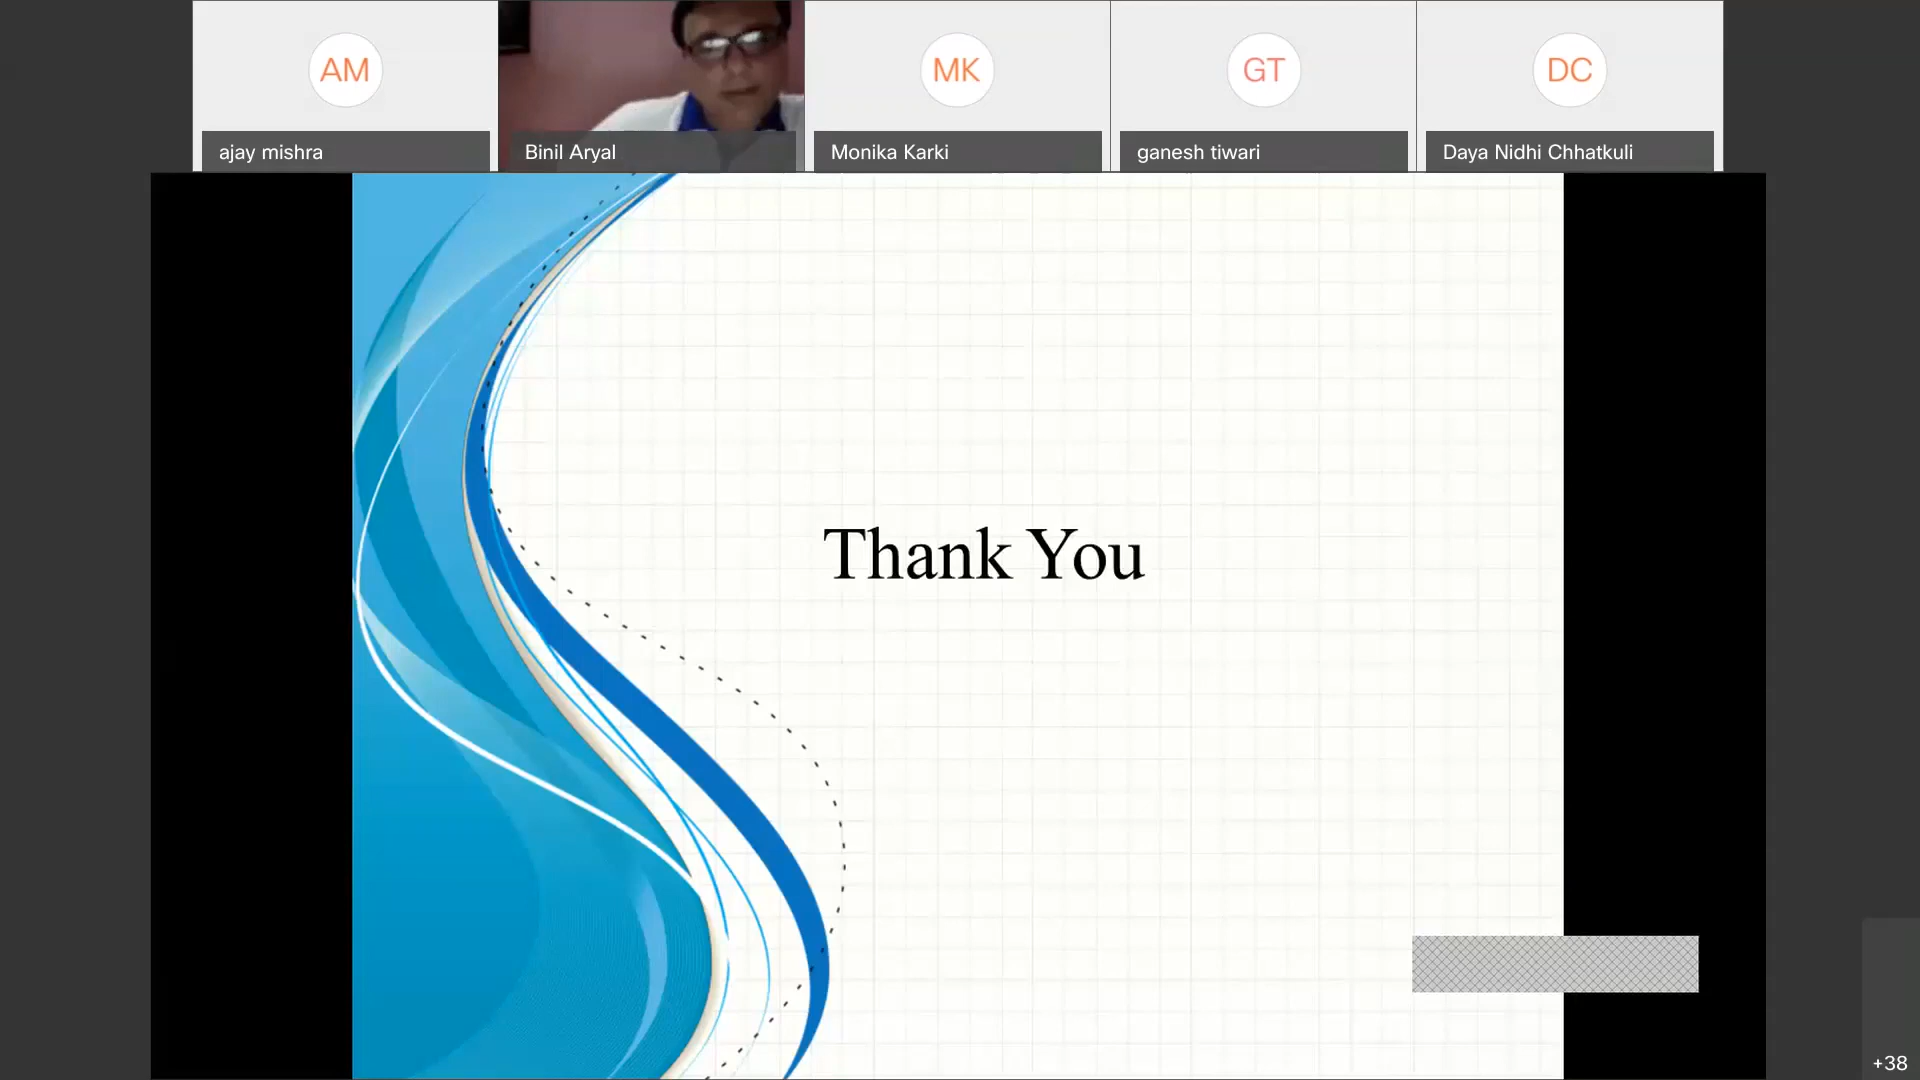 AM
MK
GT
DC
ajay mishra
Binil Aryal
Monika Karki
ganesh tiwari
Daya Nidhi Chhatkuli
Thank You
+38